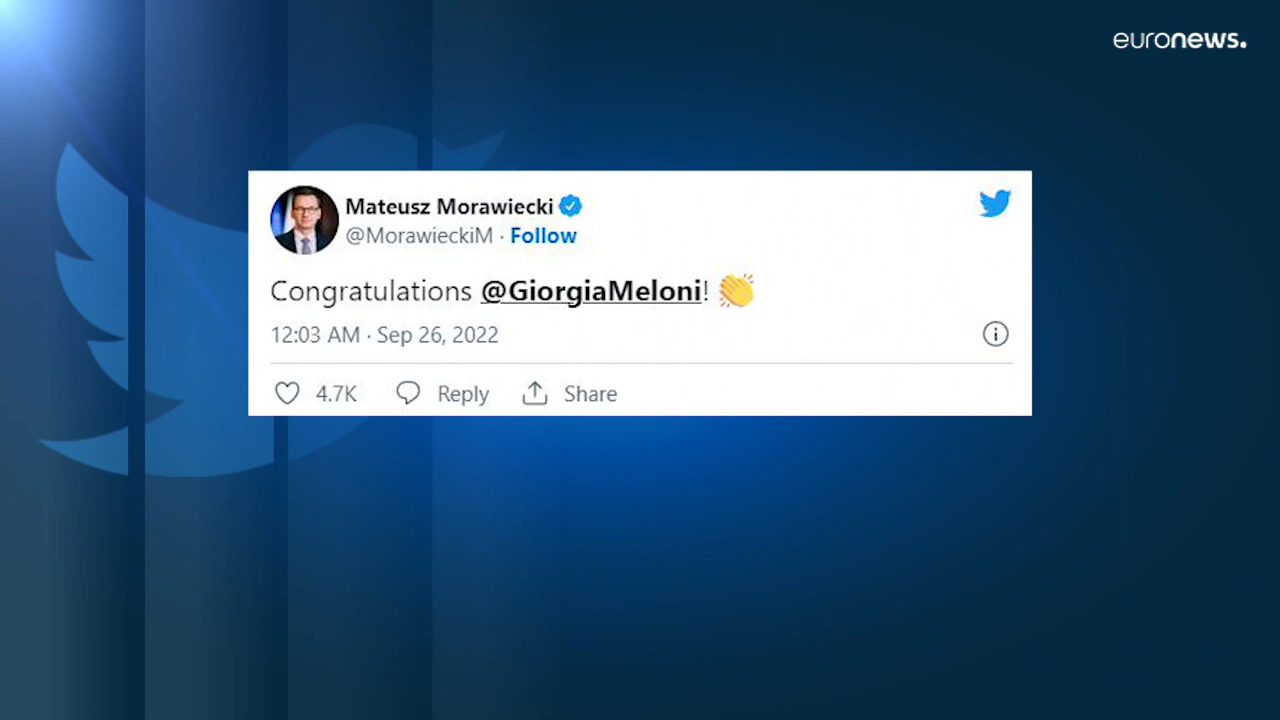 euronews.
Mateusz Morawiecki
@MorawieckiM · Follow
Congratulations @GiorgiaMeloni! 👏
12:03 AM · Sep 26, 2022
4.7K Reply Share